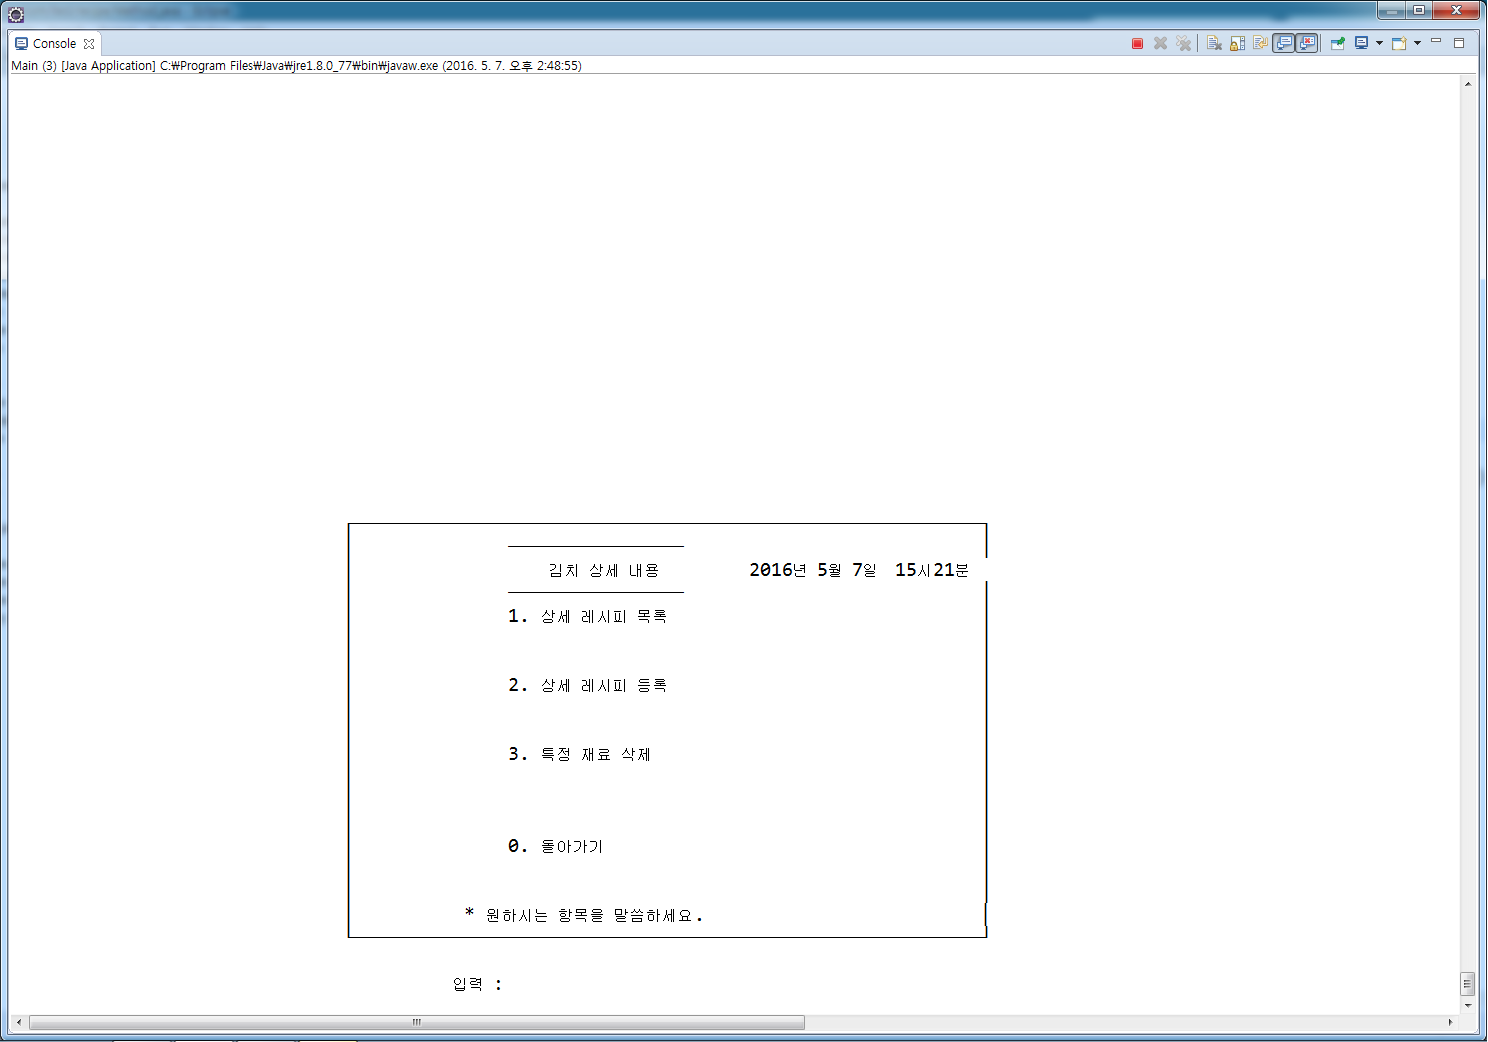 Console
Main (3) [Java Application] C:₩Program Files₩Java₩jre1.8.0_77₩bin₩javaw.exe (2016. 5. 7. 오후 2:48:55)
김치 상세 내용 2016년 5월 7일 15시21분
1. 상세 레시피 목록
2. 상세 레시피 등록
3. 특정 재료 삭제
0. 돌아가기
* 원하시는 항목을 말씀하세요.
입력 :